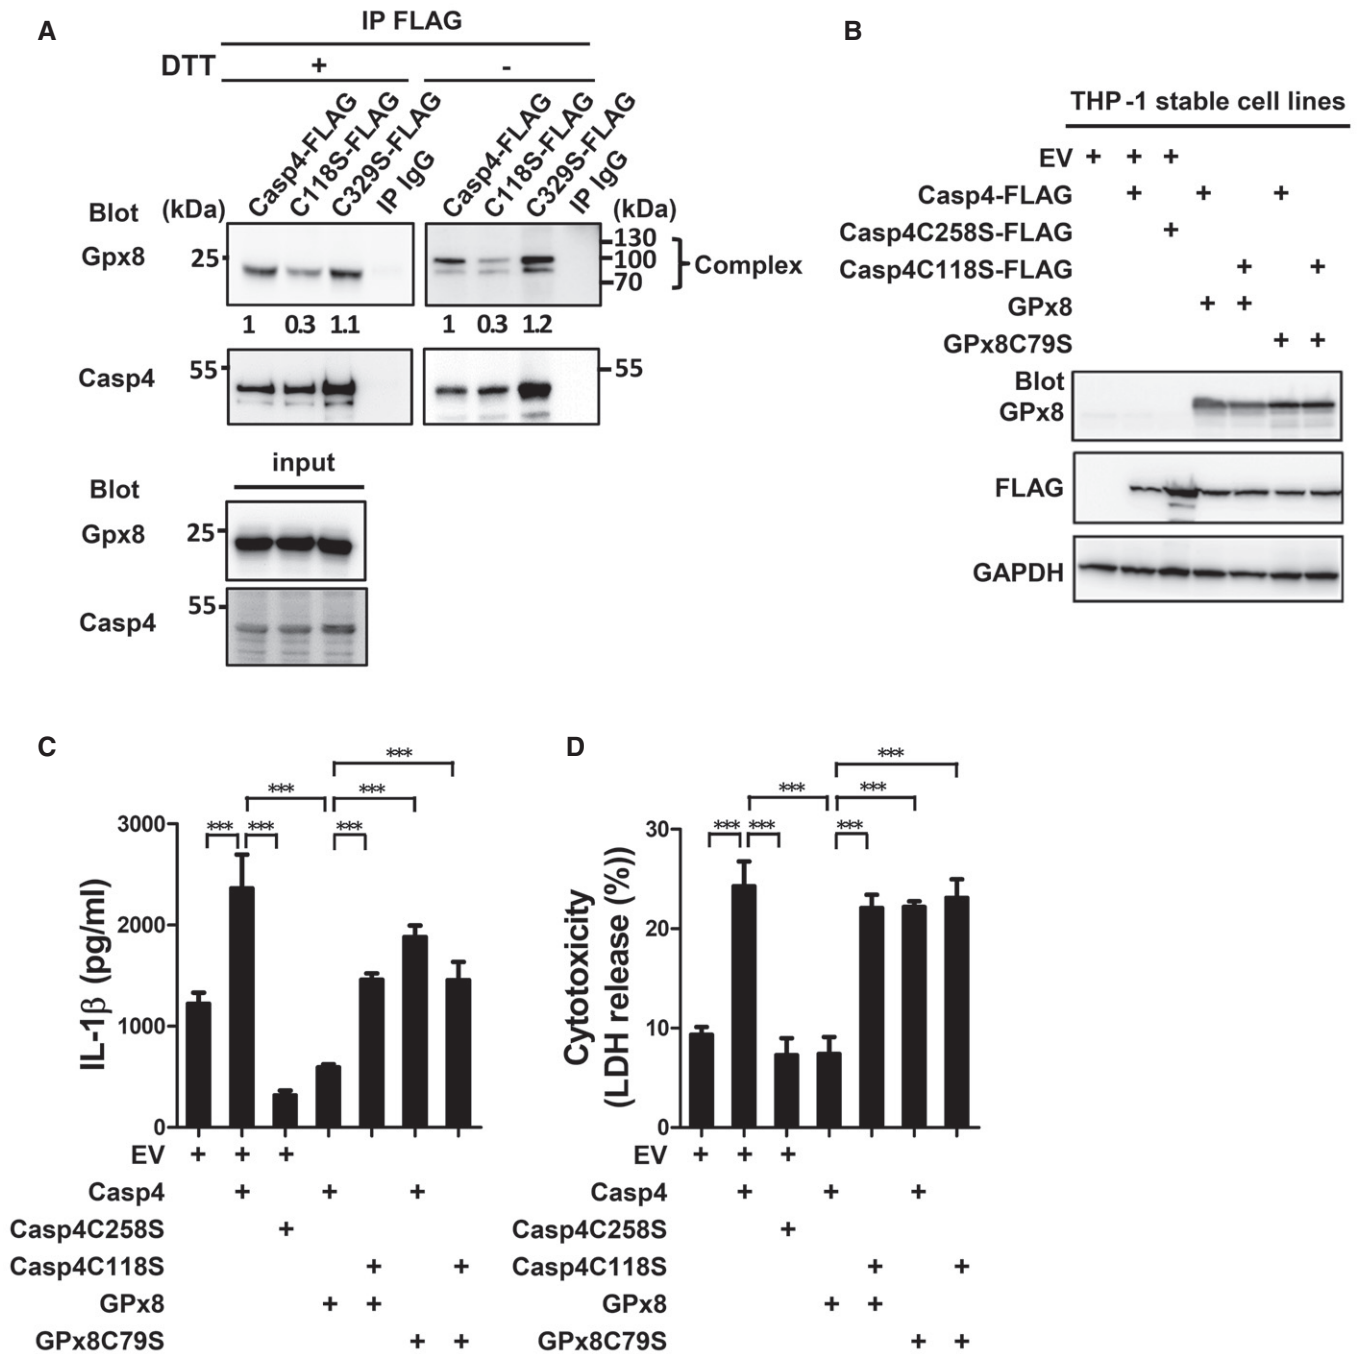 A
IP FLAG
DTT + -
Casp4-FLAG C118S-FLAG C329S-FLAG IP IgG Casp4-FLAG C118S-FLAG C329S-FLAG IP IgG
Blot (kDa) (kDa)
Gpx8 25 130 100 70 Complex
1 0.3 1.1 1 0.3 1.2
Casp4 55 55
input
Blot
Gpx8 25
Casp4 55
B
THP-1 stable cell lines
EV + + +
Casp4-FLAG + + +
Casp4C258S-FLAG +
Casp4C118S-FLAG + +
GPx8 + +
GPx8C79S + +
Blot
GPx8
FLAG
GAPDH
C
***
*** ***
*** *** ***
IL-1β (pg/ml)
3000
2000
1000
0
EV + + +
Casp4 + + +
Casp4C258S +
Casp4C118S + +
GPx8 + +
GPx8C79S + +
D
***
*** ***
*** *** ***
Cytotoxicity
(LDH release (%))
30
20
10
0
EV + + +
Casp4 + + +
Casp4C258S +
Casp4C118S + +
GPx8 + +
GPx8C79S + +